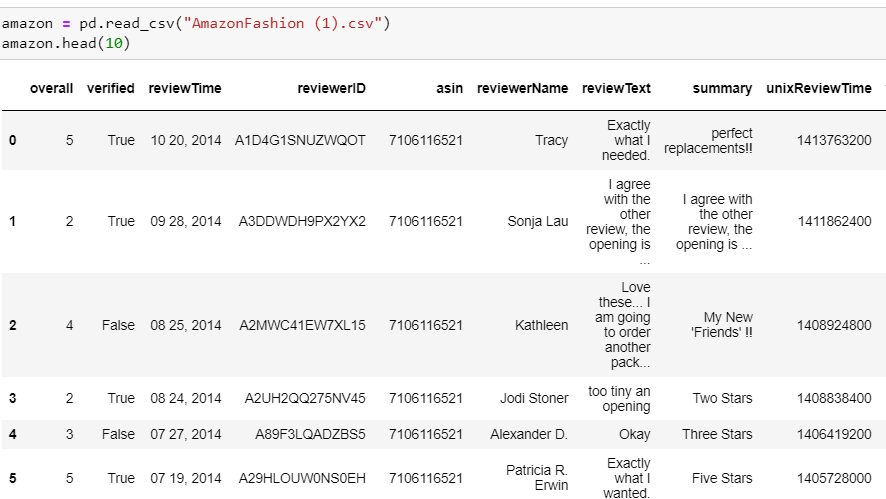 amazon = pd.read_csv("AmazonFashion (1).csv")
amazon.head(10)
overall verified reviewTime reviewerID asin reviewerName reviewText summary unixReviewTime
0 5 True 10 20, 2014 A1D4G1SNUZWQOT 7106116521 Tracy Exactly what I needed. perfect replacements!! 1413763200
1 2 True 09 28, 2014 A3DDWDH9PX2YX2 7106116521 Sonja Lau I agree with the other review, the opening is ... I agree with the other review, the opening is ... 1411862400
2 4 False 08 25, 2014 A2MWC41EW7XL15 7106116521 Kathleen Love these... I am going to order another pack... My New 'Friends' !! 1408924800
3 2 True 08 24, 2014 A2UH2QQ275NV45 7106116521 Jodi Stoner too tiny an opening Two Stars 1408838400
4 3 False 07 27, 2014 A89F3LQADZBS5 7106116521 Alexander D. Okay Three Stars 1406419200
5 5 True 07 19, 2014 A29HLOUW0NS0EH 7106116521 Patricia R. Erwin Exactly what I wanted. Five Stars 1405728000